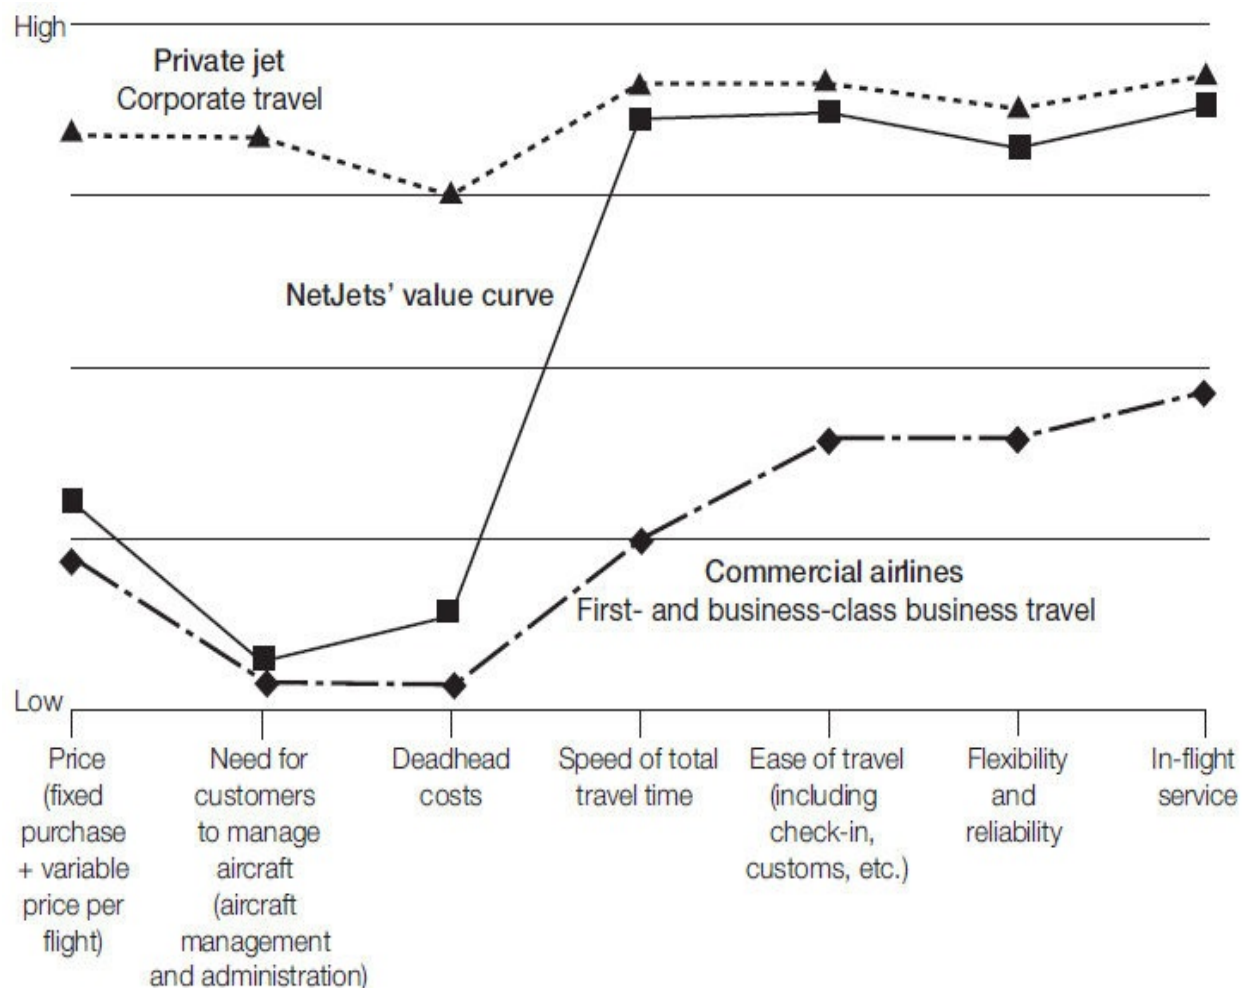 High
Private jet
Corporate travel
NetJets’ value curve
Commercial airlines
First- and business-class business travel
Low
Price
(fixed
purchase
+ variable
price per
flight)
Need for
customers
to manage
aircraft
(aircraft
management
and administration)
Deadhead
costs
Speed of total
travel time
Ease of travel
(including
check-in,
customs, etc.)
Flexibility
and
reliability
In-flight
service